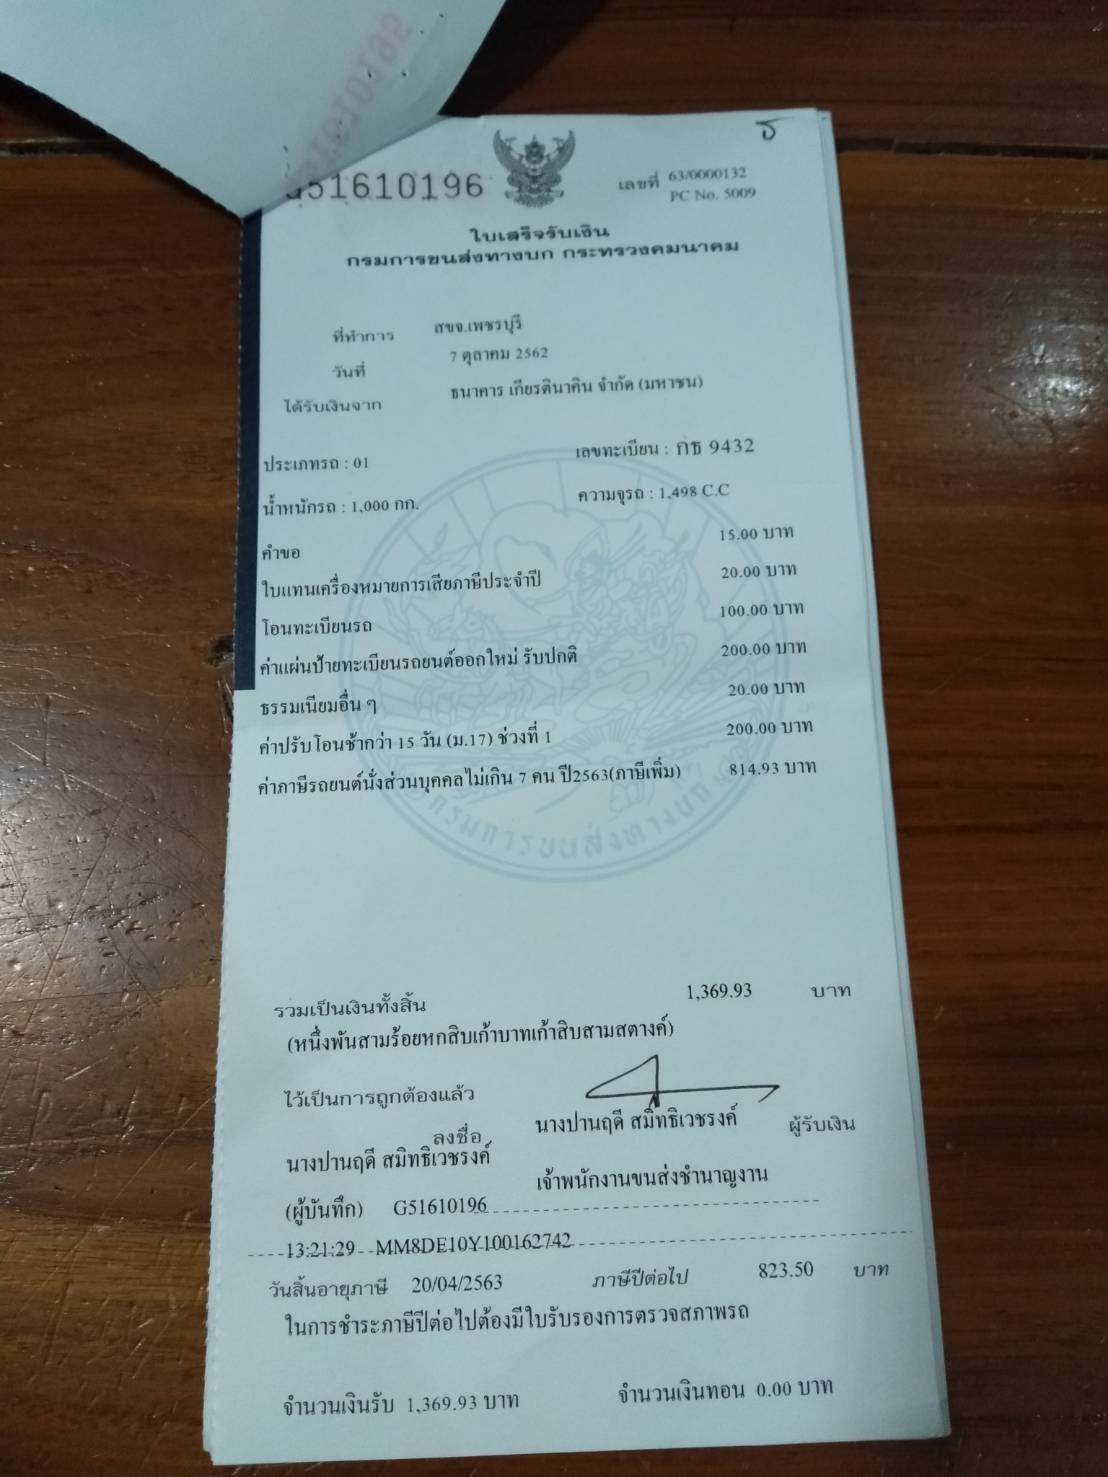 51610196
เลขที่ 63/0000132
PC No. 5009
ใบเสร็จรับเงิน
กรมการขนส่งทางบก กระทรวงคมนาคม
ที่ทำการ สขจ.เพชรบุรี
วันที่ 7 ตุลาคม 2562
ได้รับเงินจาก ธนาคาร เกียรตินาคิน จำกัด (มหาชน)
ประเภทรถ : 01 เลขทะเบียน : กธ 9432
น้ำหนักรถ : 1,000 กก. ความจุรถ : 1,498 C.C
คำขอ 15.00 บาท
ใบแทนเครื่องหมายการเสียภาษีประจำปี 20.00 บาท
โอนทะเบียนรถ 100.00 บาท
ค่าแผ่นป้ายทะเบียนรถยนต์ออกใหม่ รับปกติ 200.00 บาท
ธรรมเนียมอื่น ๆ 20.00 บาท
ค่าปรับโอนช้ากว่า 15 วัน (ม.17) ช่วงที่ 1 200.00 บาท
ค่าภาษีรถยนต์นั่งส่วนบุคคลไม่เกิน 7 คน ปี2563(ภาษีเพิ่ม) 814.93 บาท
กรมการขนส่งทางบก
รวมเป็นเงินทั้งสิ้น 1,369.93 บาท
(หนึ่งพันสามร้อยหกสิบเก้าบาทเก้าสิบสามสตางค์)
ไว้เป็นการถูกต้องแล้ว
ลงชื่อ นางปานฤดี สมิทธิเวชรงค์ ผู้รับเงิน
นางปานฤดี สมิทธิเวชรงค์
เจ้าพนักงานขนส่งชำนาญงาน
(ผู้บันทึก) G51610196
13:21:29 MM8DE10Y100162742
วันสิ้นอายุภาษี 20/04/2563 ภาษีปีต่อไป 823.50 บาท
ในการชำระภาษีปีต่อไปต้องมีใบรับรองการตรวจสภาพรถ
จำนวนเงินรับ 1,369.93 บาท จำนวนเงินทอน 0.00 บาท